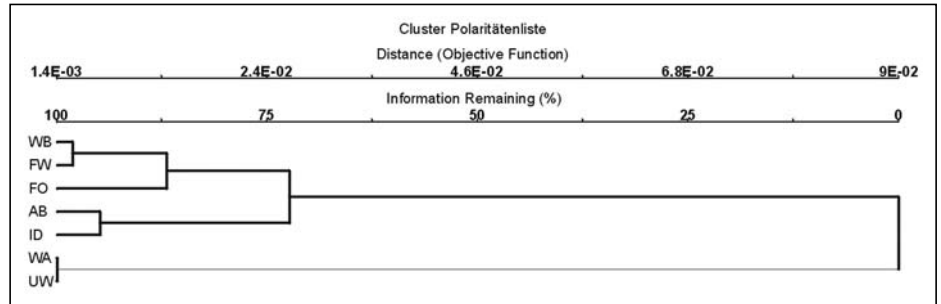 Cluster Polaritätenliste
Distance (Objective Function)
1.4E-03 2.4E-02 4.6E-02 6.8E-02 9E-02
Information Remaining (%)
100 75 50 25 0
WB
FW
FO
AB
ID
WA
UW